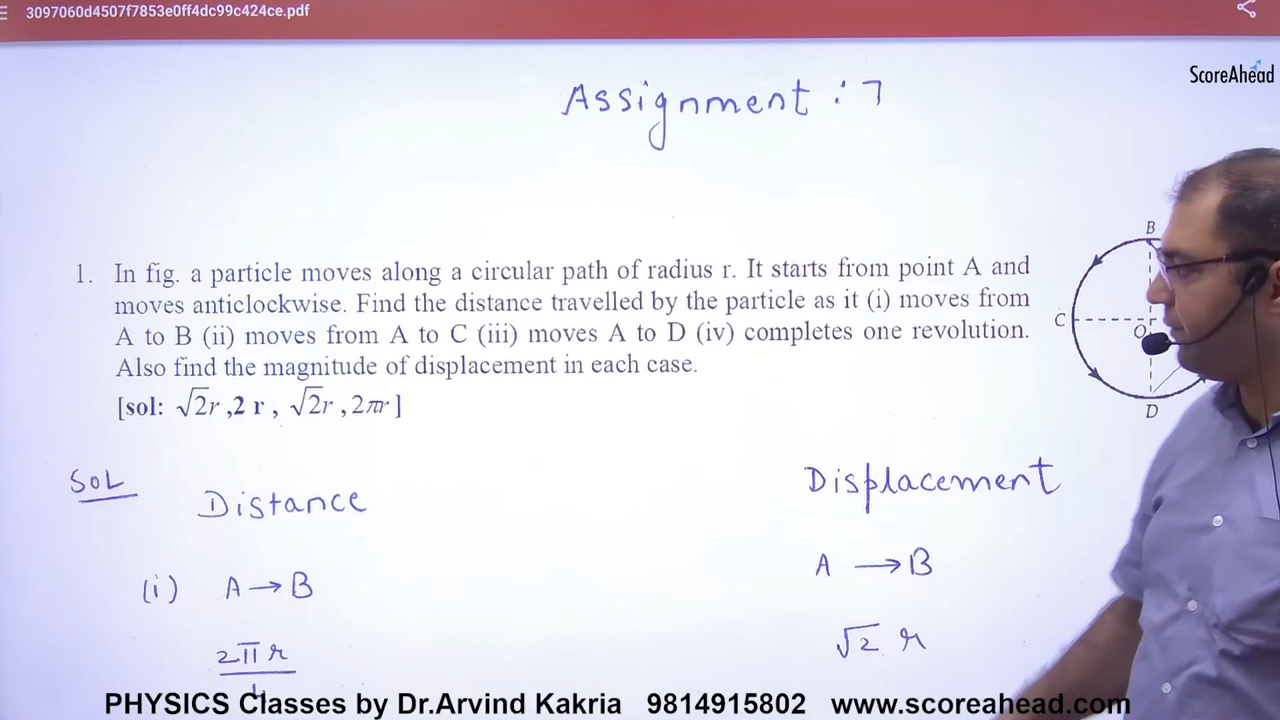 3097060d4507f7853e0ff4dc99c424ce.pdf
ScoreAhead
Assignment : 7
1. In fig. a particle moves along a circular path of radius r. It starts from point A and
moves anticlockwise. Find the distance travelled by the particle as it (i) moves from
A to B (ii) moves from A to C (iii) moves A to D (iv) completes one revolution.
Also find the magnitude of displacement in each case.
[sol: √2r ,2 r , √2r ,2πr]
B
C
O
D
SOL
Distance
Displacement
(i) A → B
A → B
2πr
√2 r
PHYSICS Classes by Dr.Arvind Kakria 9814915802 www.scoreahead.com